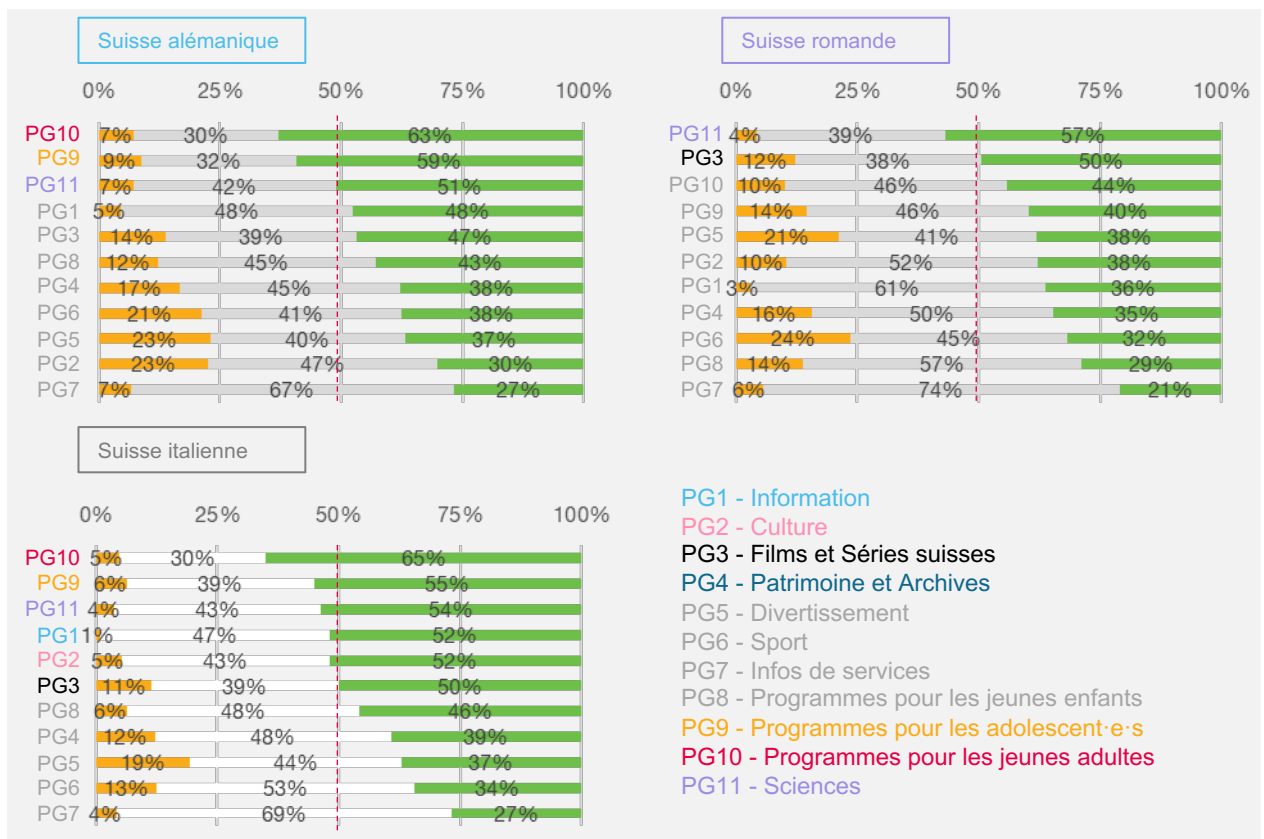 Suisse alémanique
0% 25% 50% 75% 100%
PG10 7% 30% 63%
PG9 9% 32% 59%
PG11 7% 42% 51%
PG1 5% 48% 48%
PG3 14% 39% 47%
PG8 12% 45% 43%
PG4 17% 45% 38%
PG6 21% 41% 38%
PG5 23% 40% 37%
PG2 23% 47% 30%
PG7 7% 67% 27%
Suisse romande
0% 25% 50% 75% 100%
PG11 4% 39% 57%
PG3 12% 38% 50%
PG10 10% 46% 44%
PG9 14% 46% 40%
PG5 21% 41% 38%
PG2 10% 52% 38%
PG1 3% 61% 36%
PG4 16% 50% 35%
PG6 24% 45% 32%
PG8 14% 57% 29%
PG7 6% 74% 21%
Suisse italienne
0% 25% 50% 75% 100%
PG10 5% 30% 65%
PG9 6% 39% 55%
PG11 4% 43% 54%
PG1 1% 47% 52%
PG2 5% 43% 52%
PG3 11% 39% 50%
PG8 6% 48% 46%
PG4 12% 48% 39%
PG5 19% 44% 37%
PG6 13% 53% 34%
PG7 4% 69% 27%
PG1 - Information
PG2 - Culture
PG3 - Films et Séries suisses
PG4 - Patrimoine et Archives
PG5 - Divertissement
PG6 - Sport
PG7 - Infos de services
PG8 - Programmes pour les jeunes enfants
PG9 - Programmes pour les adolescent·e·s
PG10 - Programmes pour les jeunes adultes
PG11 - Sciences